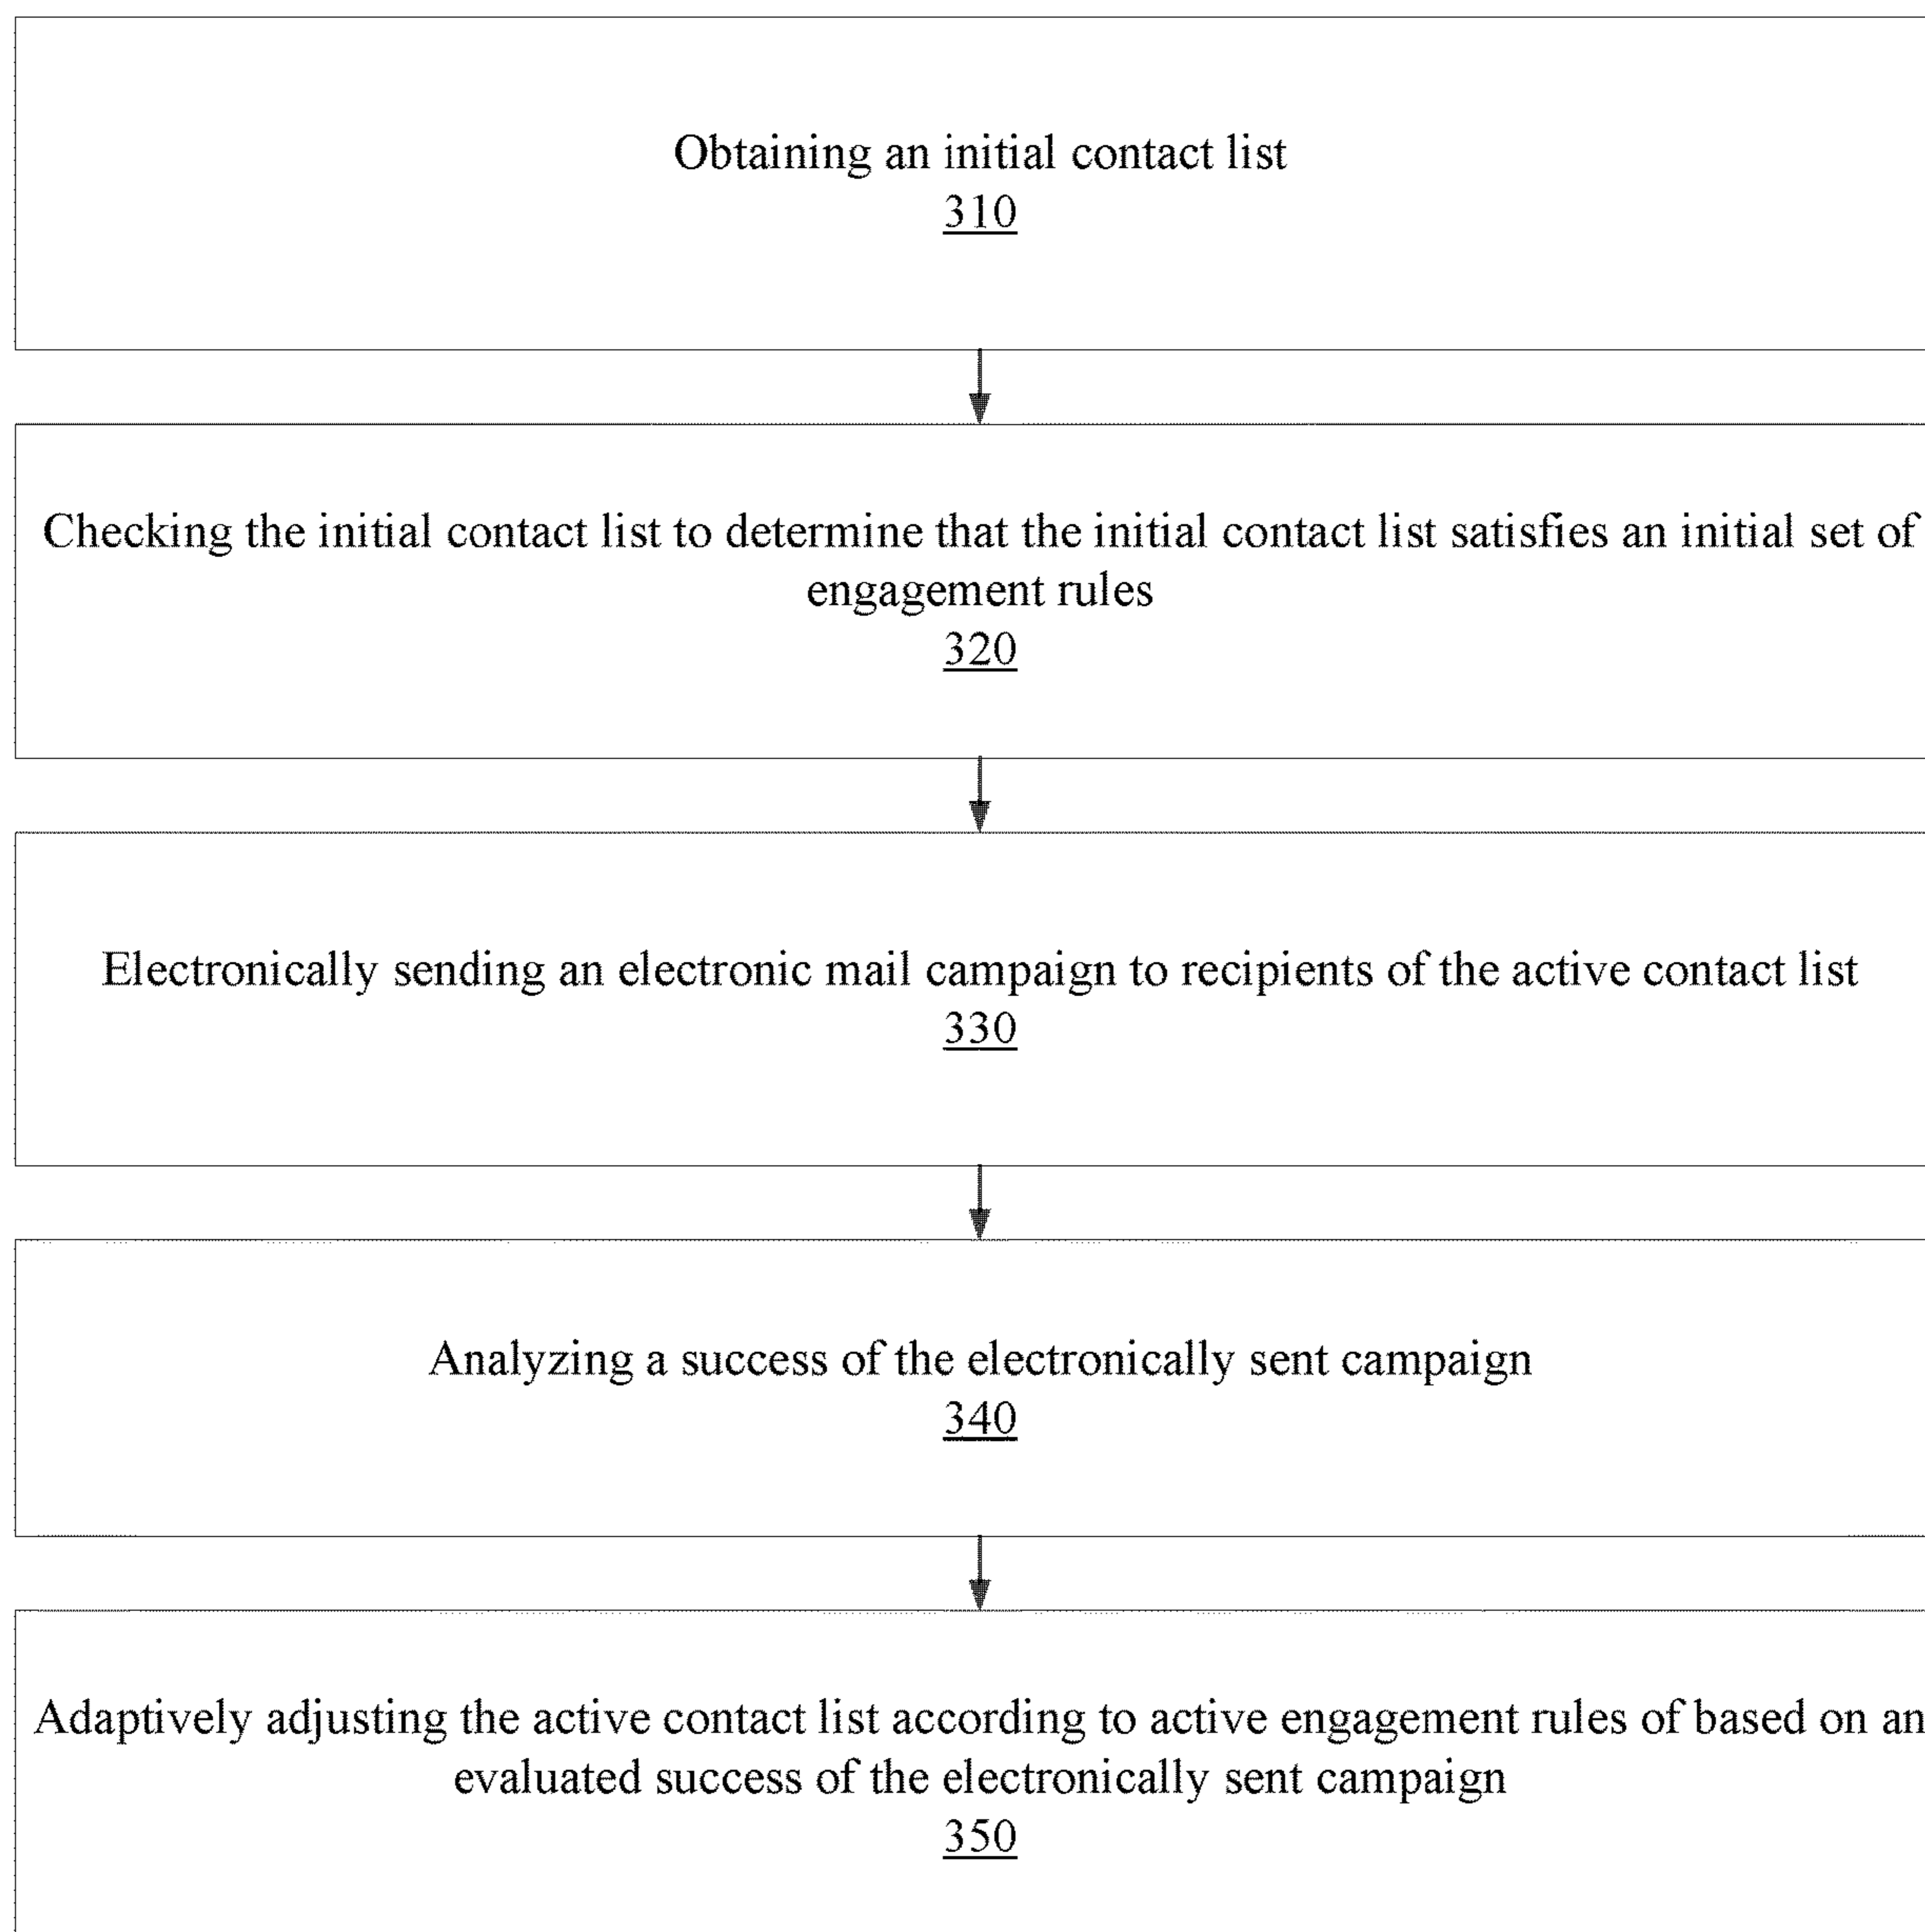 Obtaining an initial contact list
310
Checking the initial contact list to determine that the initial contact list satisfies an initial set of
engagement rules
320
Electronically sending an electronic mail campaign to recipients of the active contact list
330
Analyzing a success of the electronically sent campaign
340
Adaptively adjusting the active contact list according to active engagement rules of based on an
evaluated success of the electronically sent campaign
350